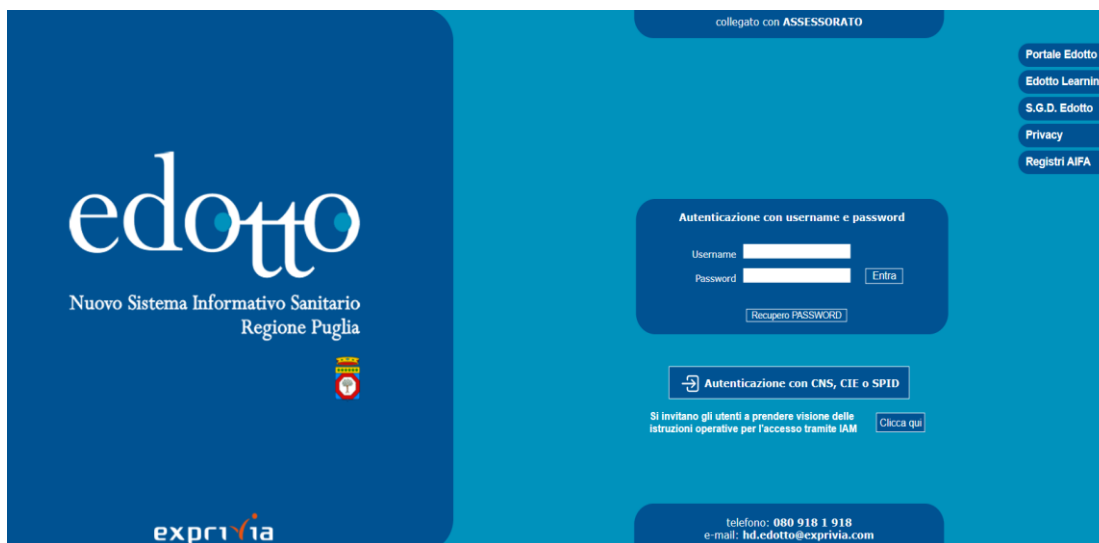 edotto
Nuovo Sistema Informativo Sanitario
Regione Puglia
exprivia
collegato con ASSESSORATO
Portale Edotto
Edotto Learnin
S.G.D. Edotto
Privacy
Registri AIFA
Autenticazione con username e password
Username
Password
Entra
Recupero PASSWORD
Autenticazione con CNS, CIE o SPID
Si invitano gli utenti a prendere visione delle
istruzioni operative per l'accesso tramite IAM
Clicca qui
telefono: 080 918 1 918
e-mail: hd.edotto@exprivia.com